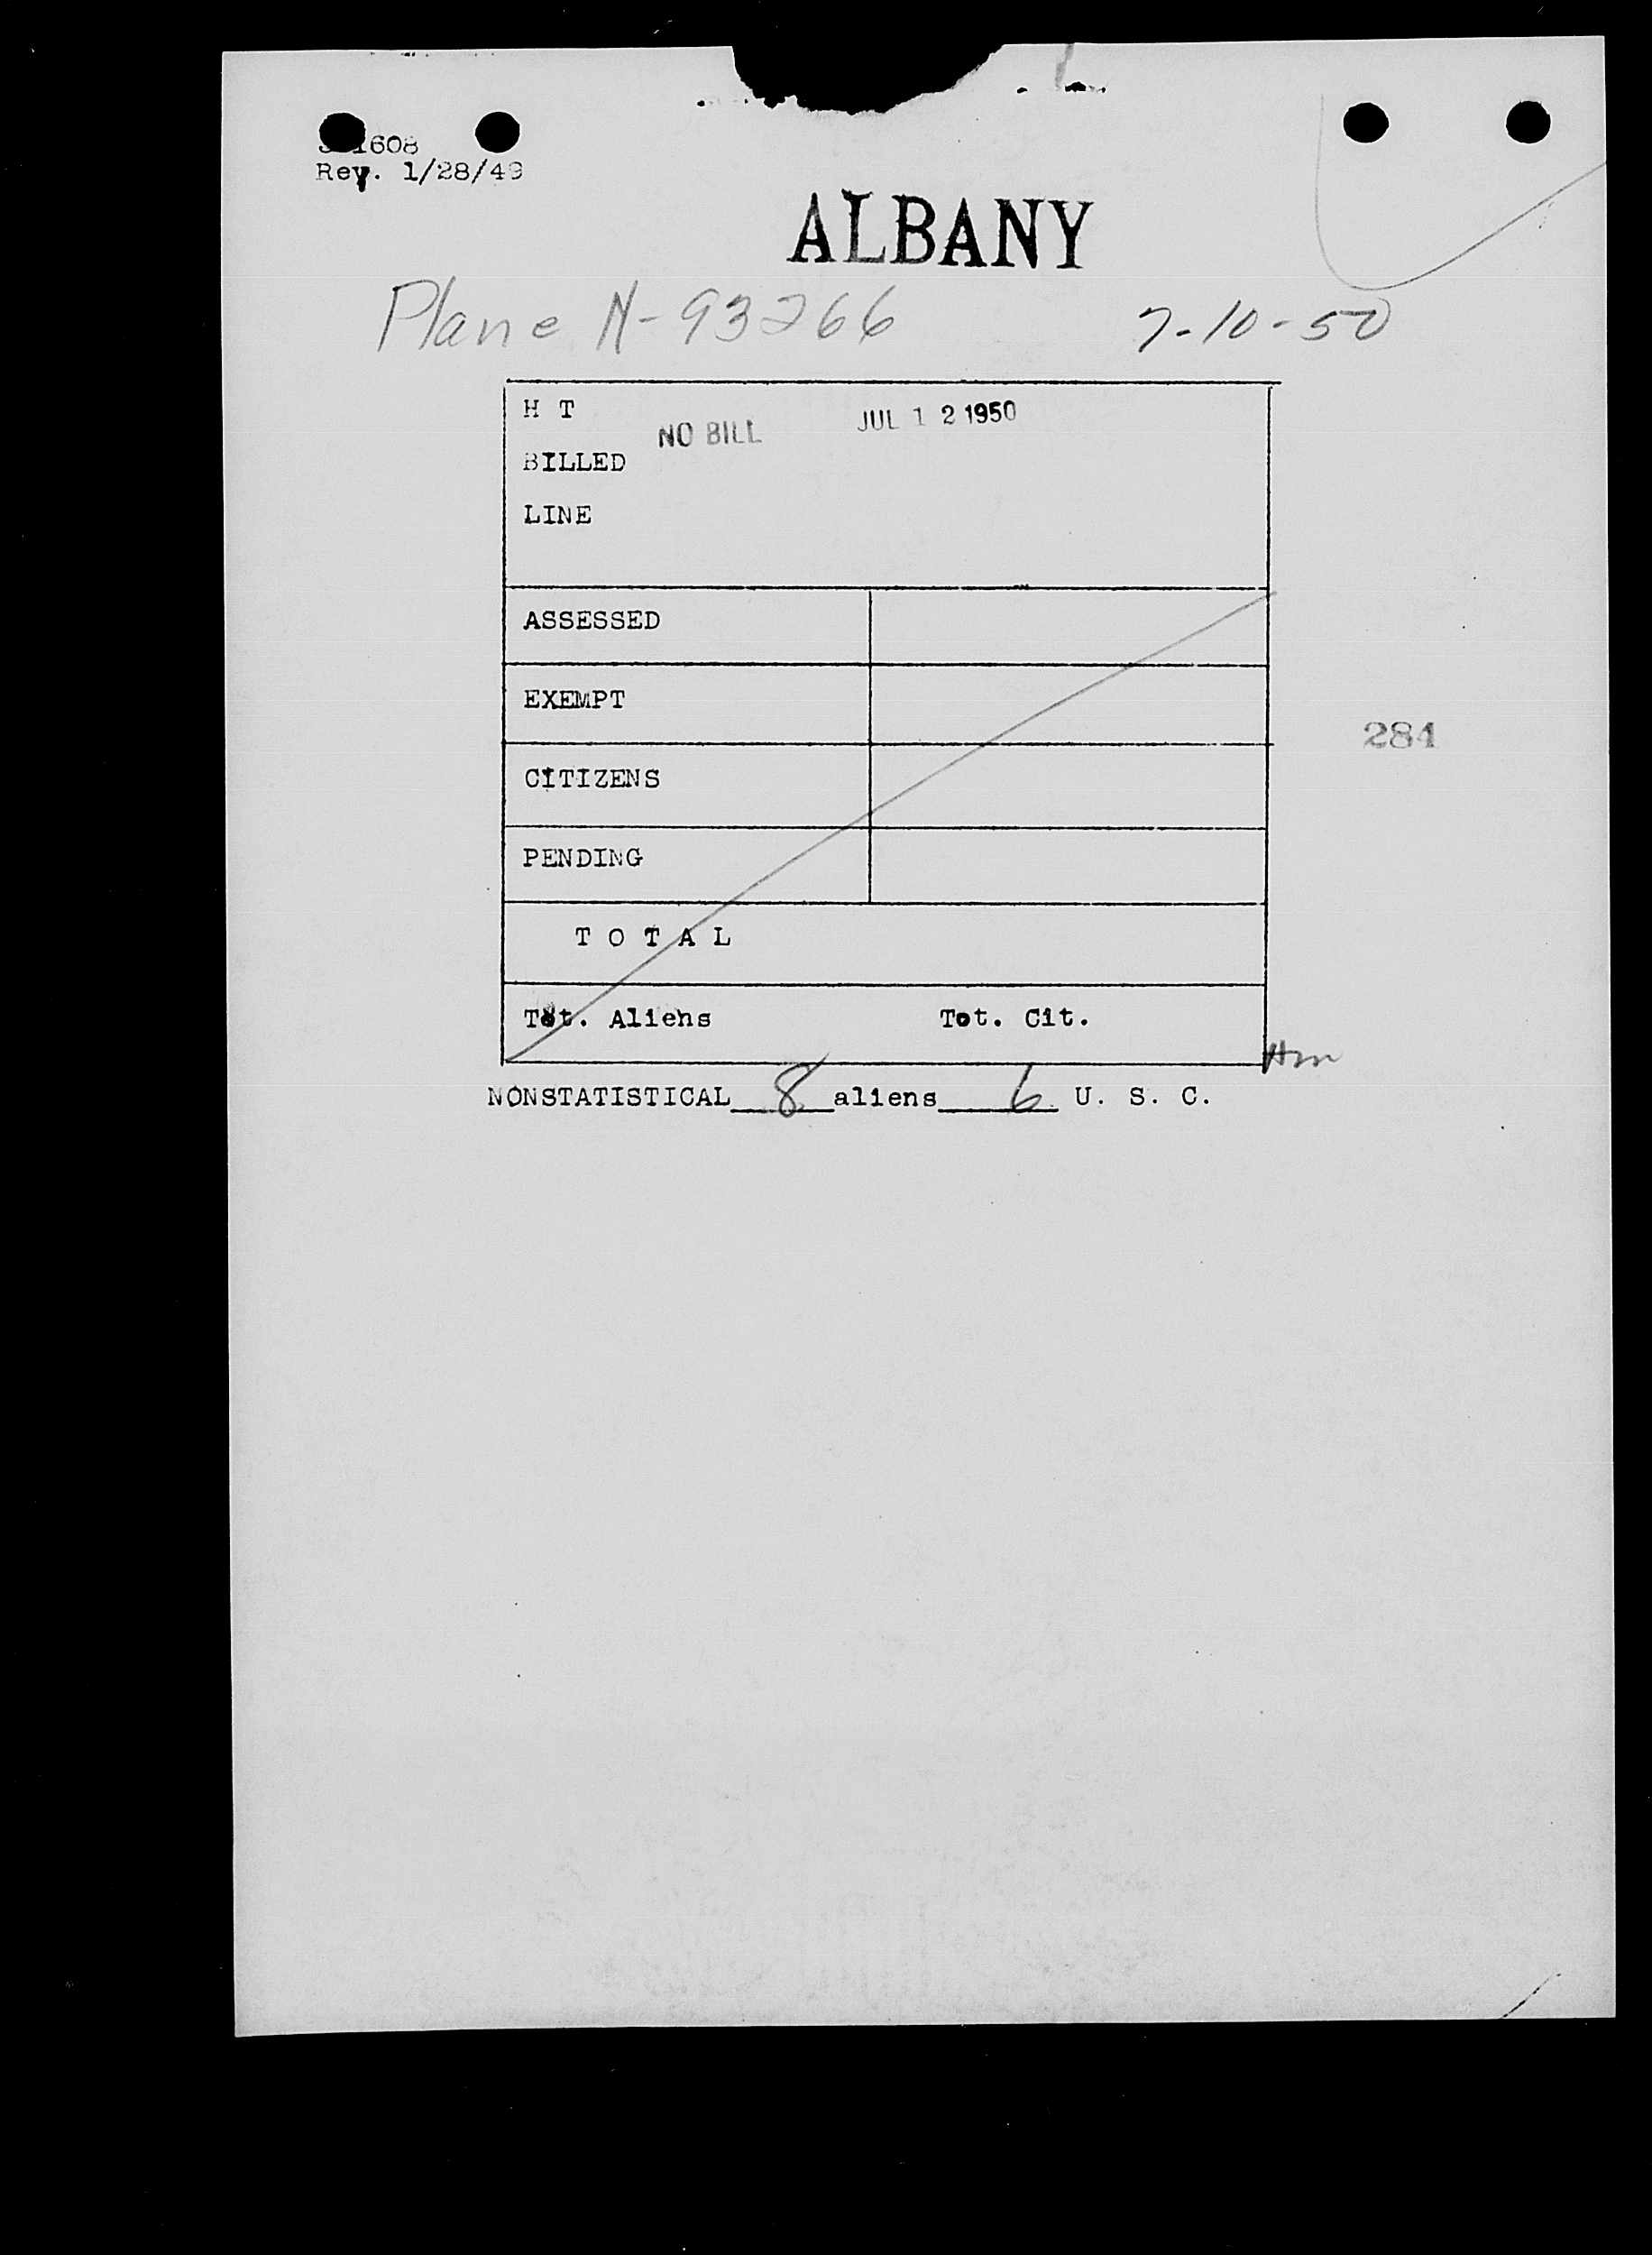 1608
Rev. 1/28/49
ALBANY
Plane N-93266 7-10-50
H T
NO BILL JUL 12 1950
BILLED
LINE
ASSESSED
EXEMPT
284
CITIZENS
PENDING
T O T A L
Tot. Aliens Tot. Cit.
NONSTATISTICAL 8 aliens 6 U. S. C.